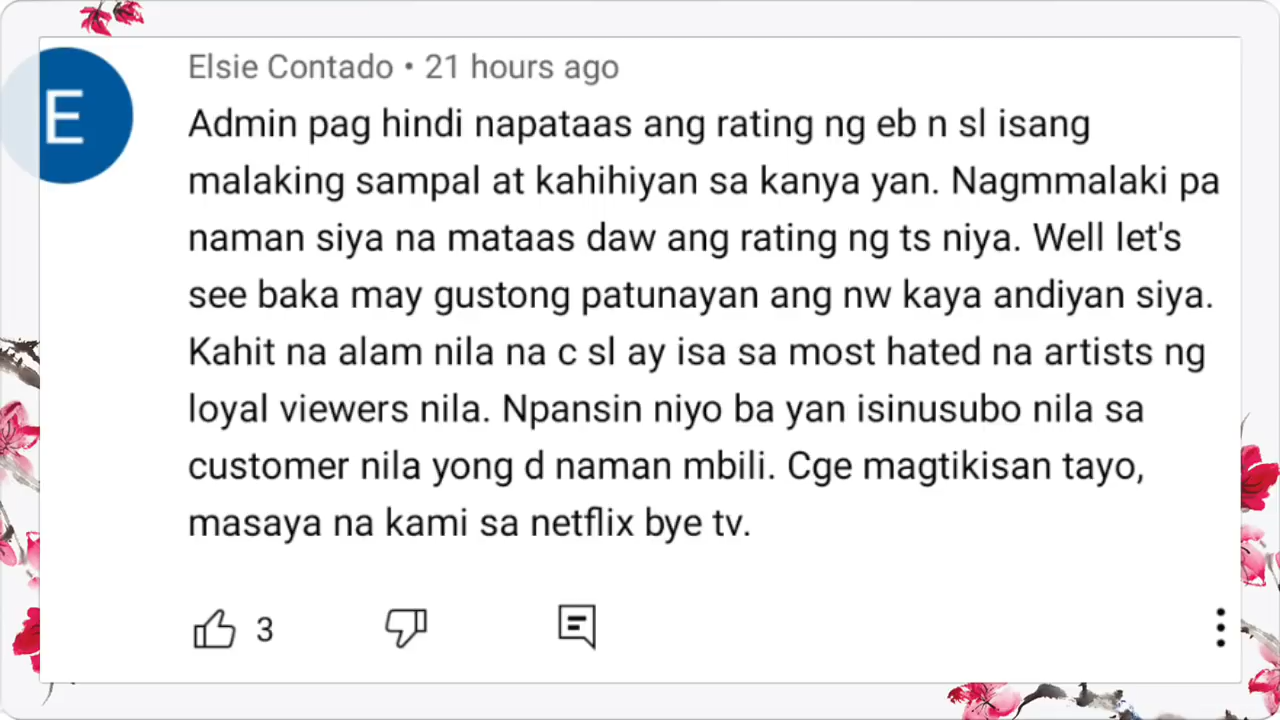 E
Elsie Contado • 21 hours ago
Admin pag hindi napataas ang rating ng eb n sl isang
malaking sampal at kahihiyan sa kanya yan. Nagmmalaki pa
naman siya na mataas daw ang rating ng ts niya. Well let's
see baka may gustong patunayan ang nw kaya andiyan siya.
Kahit na alam nila na c sl ay isa sa most hated na artists ng
loyal viewers nila. Npansin niyo ba yan isinusubo nila sa
customer nila yong d naman mbili. Cge magtikisan tayo,
masaya na kami sa netflix bye tv.
3